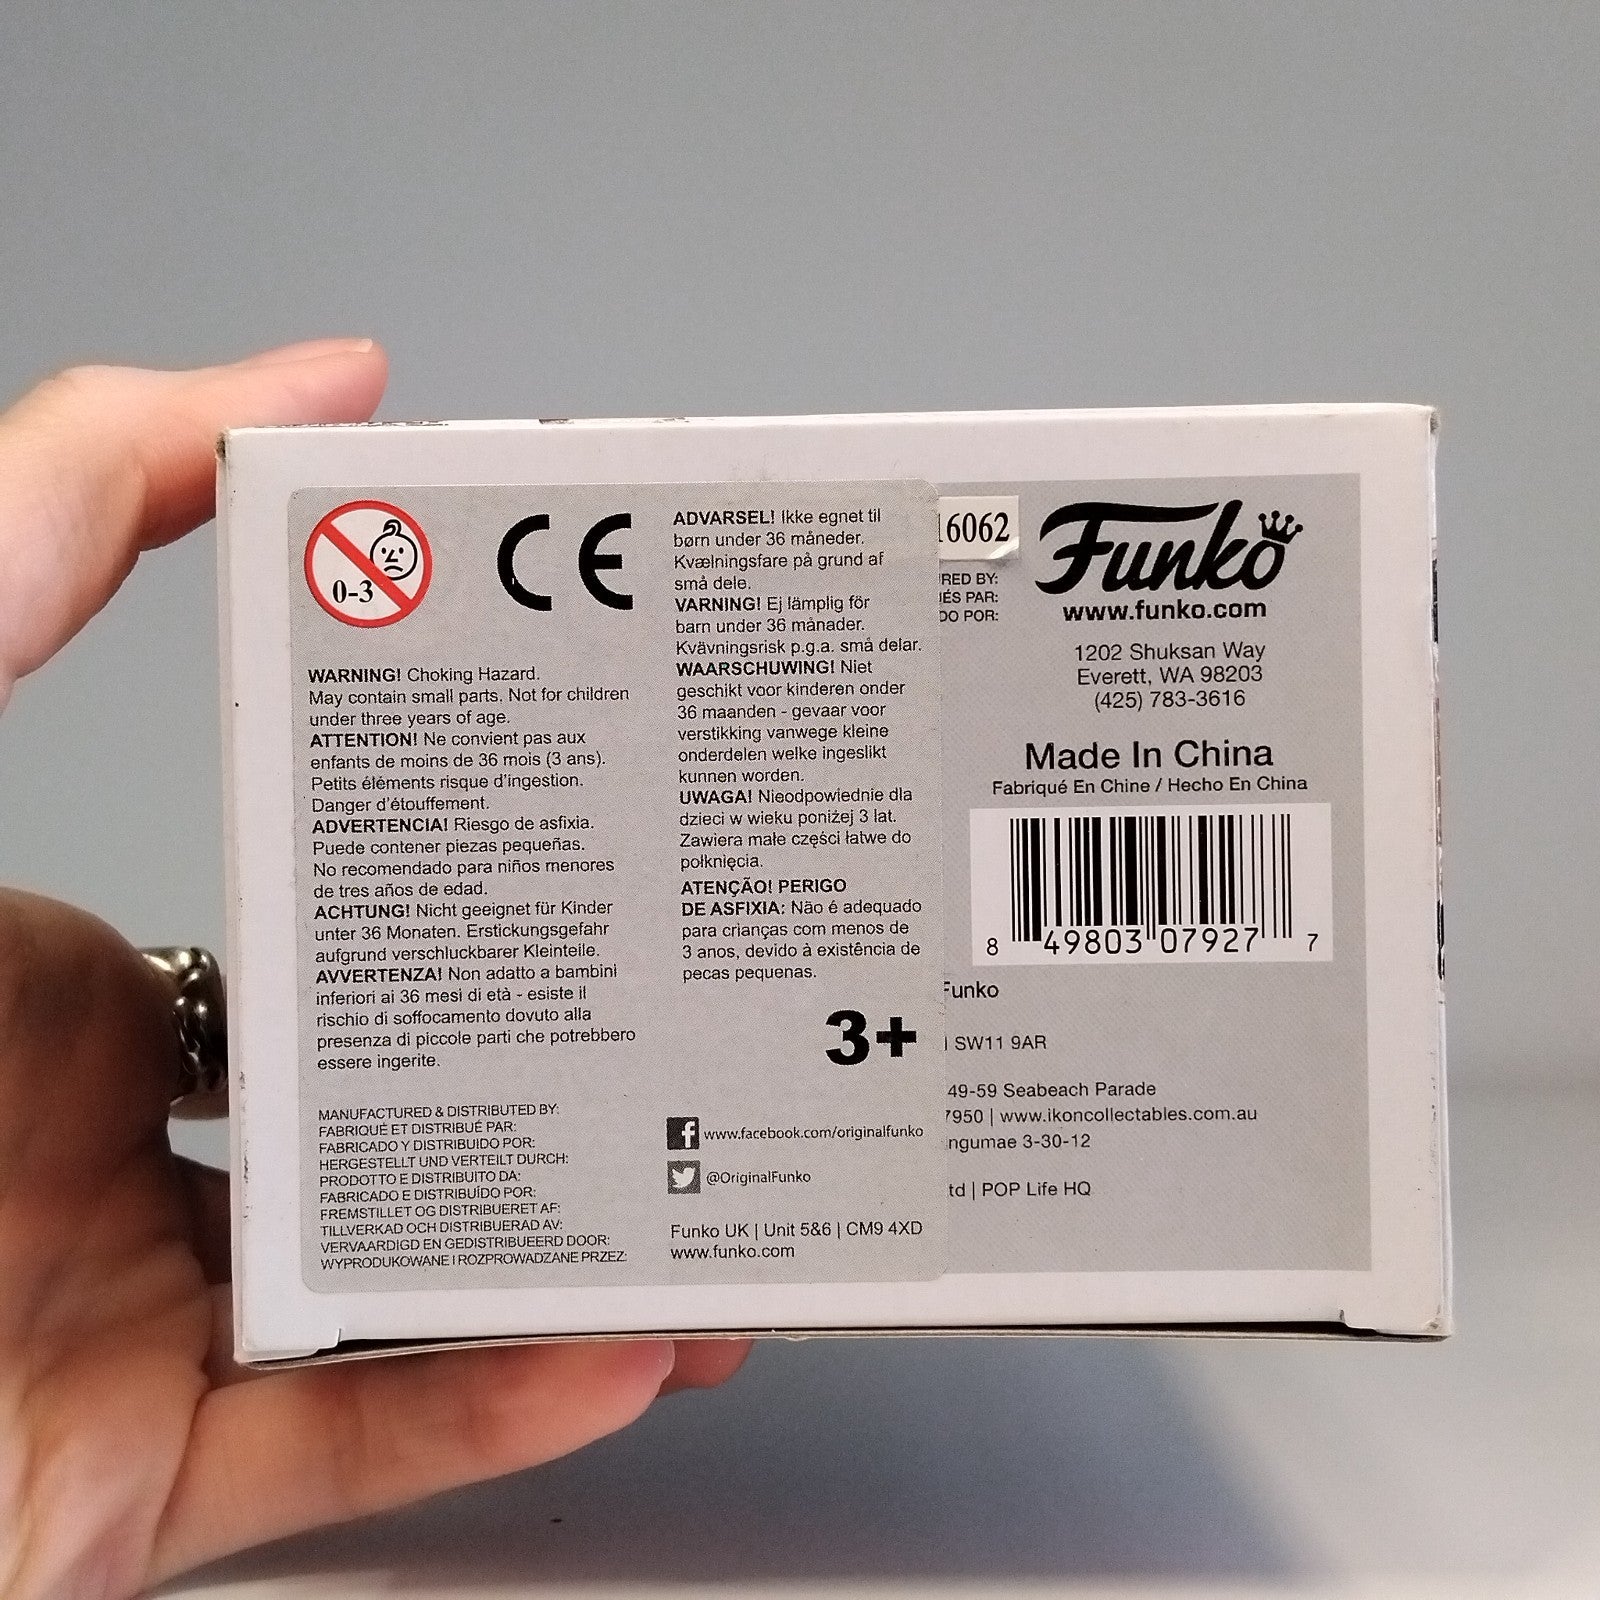 0-3
CE
WARNING! Choking Hazard.
May contain small parts. Not for children
under three years of age.
ATTENTION! Ne convient pas aux
enfants de moins de 36 mois (3 ans).
Petits éléments risque d'ingestion.
Danger d'étouffement.
ADVERTENCIA! Riesgo de asfixia.
Puede contener piezas pequeñas.
No recomendado para niños menores
de tres años de edad.
ACHTUNG! Nicht geeignet für Kinder
unter 36 Monaten. Erstickungsgefahr
aufgrund verschluckbarer Kleinteile.
AVVERTENZA! Non adatto a bambini
inferiori ai 36 mesi di età - esiste il
rischio di soffocamento dovuto alla
presenza di piccole parti che potrebbero
essere ingerite.
MANUFACTURED & DISTRIBUTED BY:
FABRIQUÉ ET DISTRIBUÉ PAR:
FABRICADO Y DISTRIBUIDO POR:
HERGESTELLT UND VERTEILT DURCH:
PRODOTTO E DISTRIBUITO DA:
FABRICADO E DISTRIBUÍDO POR:
FREMSTILLET OG DISTRIBUERET AF:
TILLVERKAD OCH DISTRIBUERAD AV:
VERVAARDIGD EN GEDISTRIBUEERD DOOR:
WYPRODUKOWANE I ROZPROWADZANE PRZEZ:
ADVARSEL! Ikke egnet til
børn under 36 måneder.
Kvælningsfare på grund af
små dele.
VARNING! Ej lämplig för
barn under 36 månader.
Kvävningsrisk p.g.a. små delar.
WAARSCHUWING! Niet
geschikt voor kinderen onder
36 maanden - gevaar voor
verstikking vanwege kleine
onderdelen welke ingeslikt
kunnen worden.
UWAGA! Nieodpowiednie dla
dzieci w wieku poniżej 3 lat.
Zawiera małe części łatwe do
połknięcia.
ATENÇÃO! PERIGO
DE ASFIXIA: Não é adequado
para crianças com menos de
3 anos, devido à existência de
pecas pequenas.
3+
www.facebook.com/originalfunko
@OriginalFunko
Funko UK | Unit 5&6 | CM9 4XD
www.funko.com
16062
RED BY:
ÉS PAR:
DO POR:
Funko
www.funko.com
1202 Shuksan Way
Everett, WA 98203
(425) 783-3616
Made In China
Fabriqué En Chine / Hecho En China
8 49803 07927 7
Funko
SW11 9AR
49-59 Seabeach Parade
7950 | www.ikoncollectables.com.au
ngumae 3-30-12
td | POP Life HQ